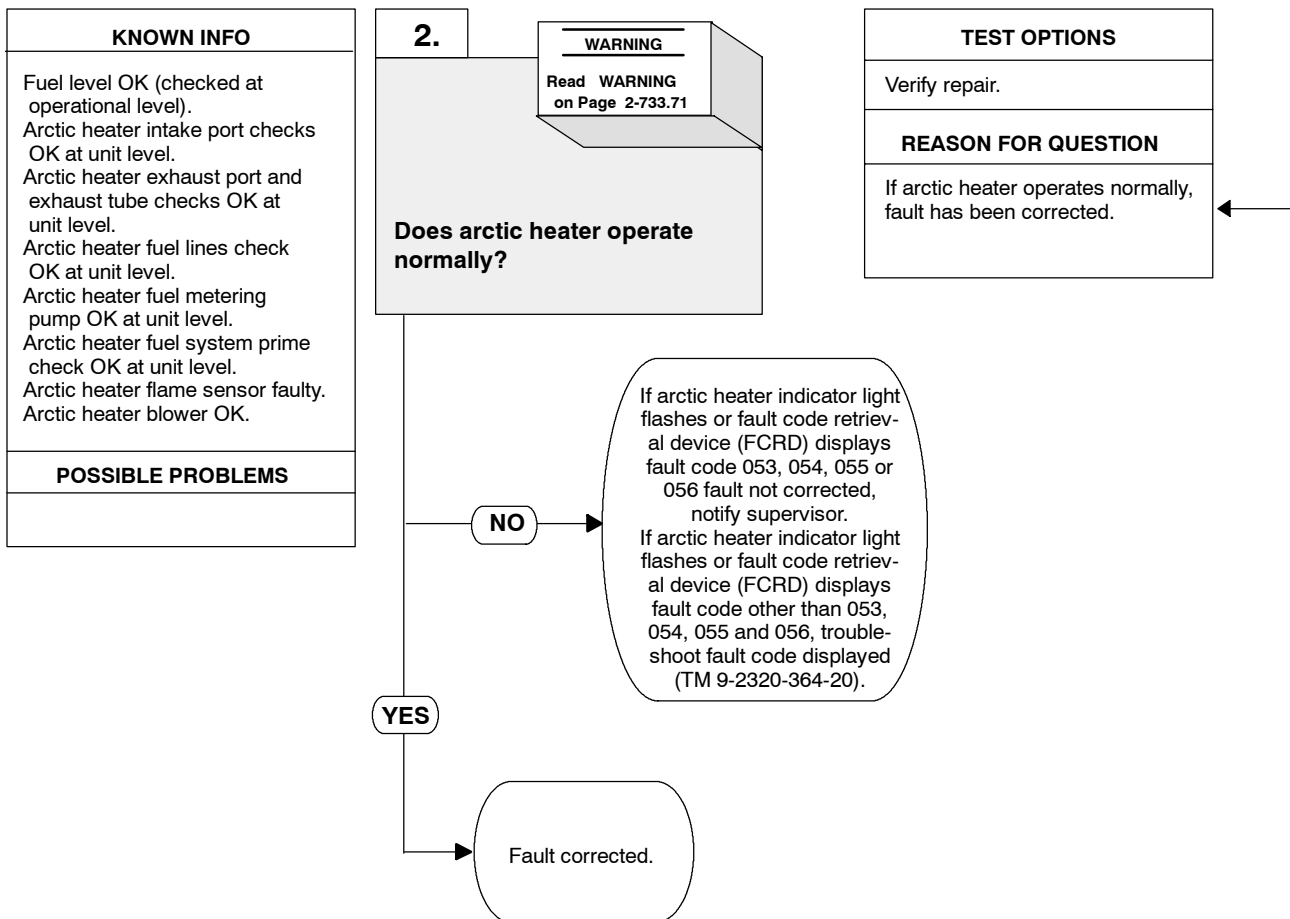 KNOWN INFO
Fuel level OK (checked at
operational level).
Arctic heater intake port checks
OK at unit level.
Arctic heater exhaust port and
exhaust tube checks OK at
unit level.
Arctic heater fuel lines check
OK at unit level.
Arctic heater fuel metering
pump OK at unit level.
Arctic heater fuel system prime
check OK at unit level.
Arctic heater flame sensor faulty.
Arctic heater blower OK.
POSSIBLE PROBLEMS
2.
WARNING
Read WARNING
on Page 2-733.71
Does arctic heater operate
normally?
TEST OPTIONS
Verify repair.
REASON FOR QUESTION
If arctic heater operates normally,
fault has been corrected.
NO
If arctic heater indicator light
flashes or fault code retriev-
al device (FCRD) displays
fault code 053, 054, 055 or
056 fault not corrected,
notify supervisor.
If arctic heater indicator light
flashes or fault code retriev-
al device (FCRD) displays
fault code other than 053,
054, 055 and 056, trouble-
shoot fault code displayed
(TM 9-2320-364-20).
YES
Fault corrected.